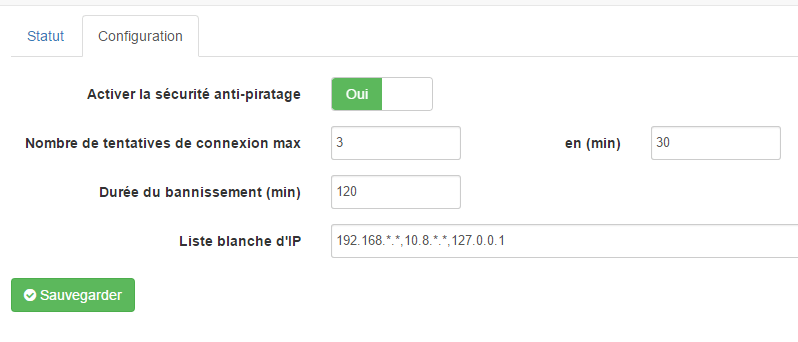 Statut Configuration
Activer la sécurité anti-piratage Oui
Nombre de tentatives de connexion max 3 en (min) 30
Durée du bannissement (min) 120
Liste blanche d'IP 192.168.*.*,10.8.*.*,127.0.0.1
Sauvegarder